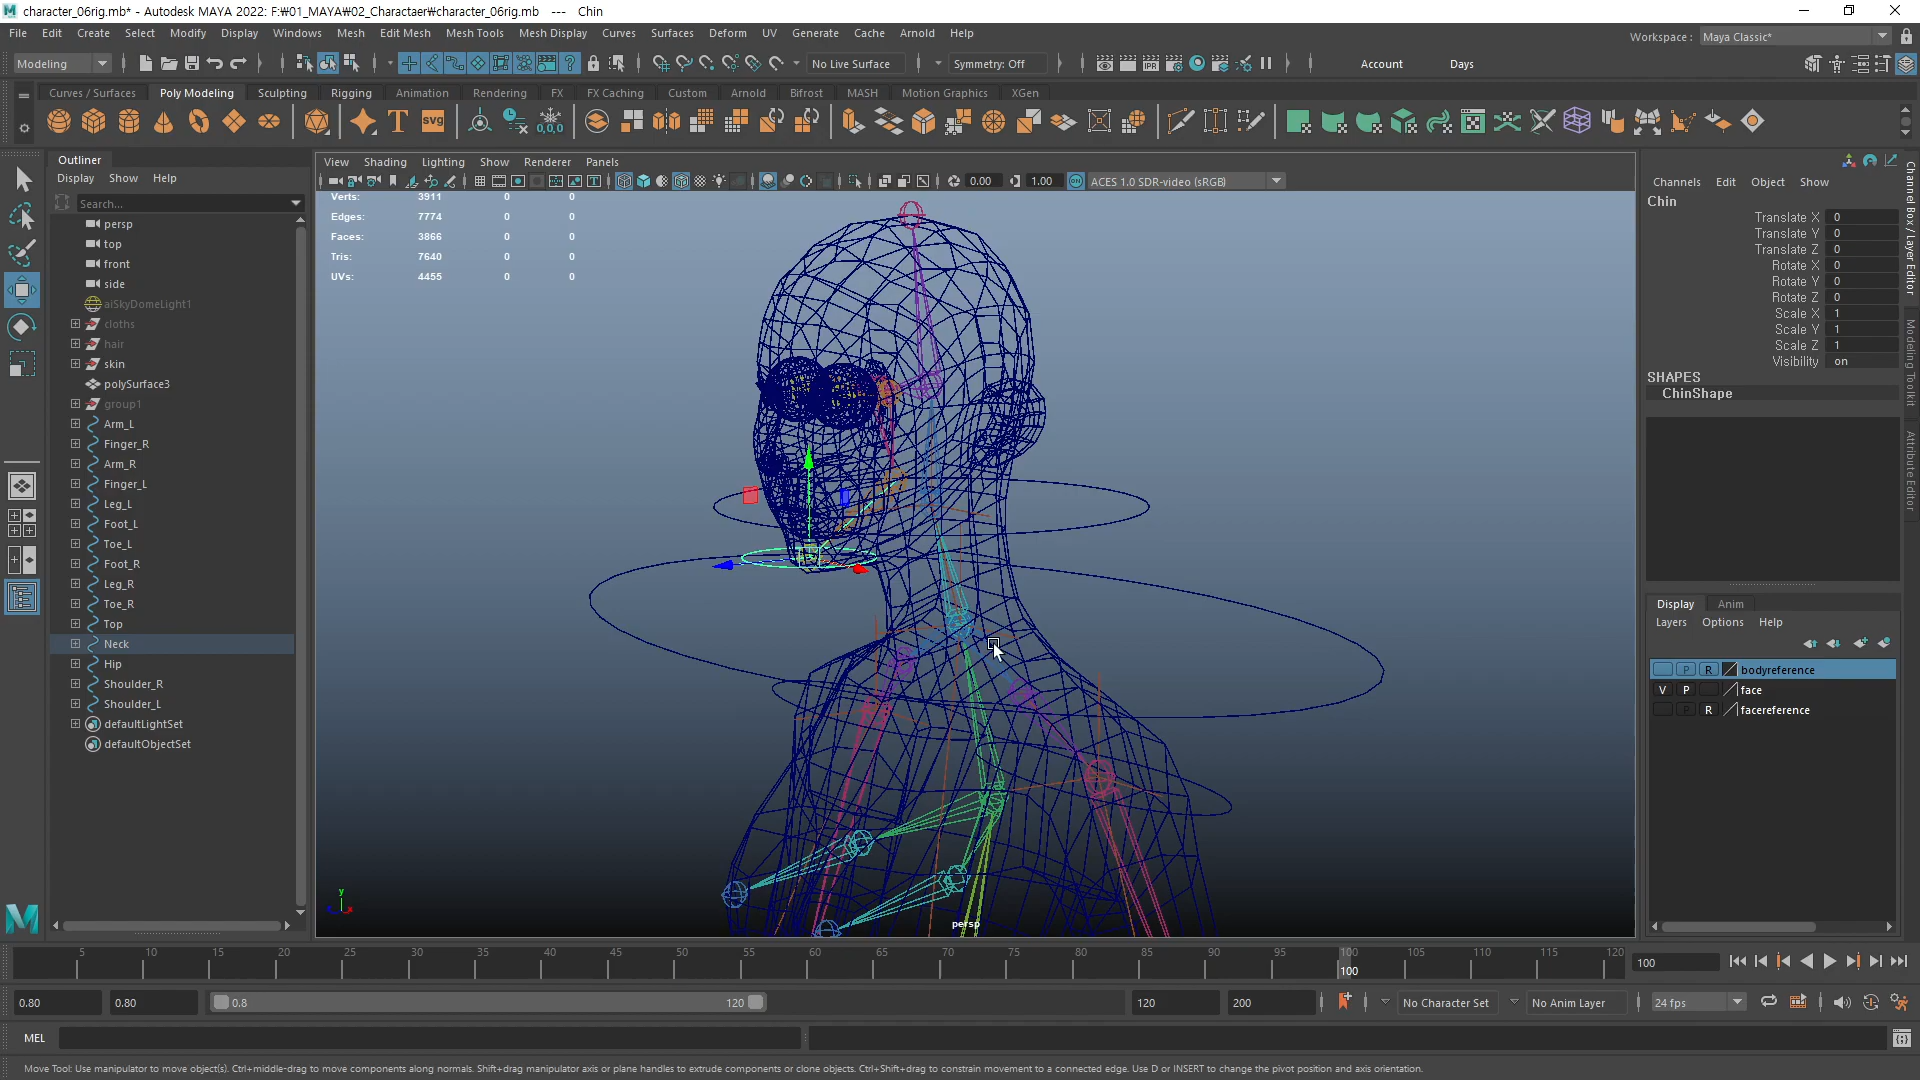 character_06rig.mb* - Autodesk MAYA 2022: F:₩01_MAYA₩02_Charactaer₩character_06rig.mb   ---   Chin
File Edit Create Select Modify Display Windows Mesh Edit Mesh Mesh Tools Mesh Display Curves Surfaces Deform UV Generate Cache Arnold Help
Workspace : Maya Classic*
Modeling No Live Surface Symmetry: Off Account Days
Curves / Surfaces Poly Modeling Sculpting Rigging Animation Rendering FX FX Caching Custom Arnold Bifrost MASH Motion Graphics XGen
T svg 0,0,0
Outliner
Display Show Help
Search...
persp
top
front
side
aiSkyDomeLight1
cloths
hair
skin
polySurface3
group1
Arm_L
Finger_R
Arm_R
Finger_L
Leg_L
Foot_L
Toe_L
Foot_R
Leg_R
Toe_R
Top
Neck
Hip
Shoulder_R
Shoulder_L
defaultLightSet
defaultObjectSet
View Shading Lighting Show Renderer Panels
0.00 1.00 ACES 1.0 SDR-video (sRGB)
Verts: 3911 0 0
Edges: 7774 0 0
Faces: 3866 0 0
Tris: 7640 0 0
UVs: 4455 0 0
y
persp
Channels Edit Object Show
Chin
Translate X 0
Translate Y 0
Translate Z 0
Rotate X 0
Rotate Y 0
Rotate Z 0
Scale X 1
Scale Y 1
Scale Z 1
Visibility on
SHAPES
ChinShape
Display Anim
Layers Options Help
P R bodyreference
V P face
P R facereference
Channel Box / Layer Editor
Modeling Toolkit
Attribute Editor
5 10 15 20 25 30 35 40 45 50 55 60 65 70 75 80 85 90 95 100 105 110 115 120
100
100
0.80 0.80 0.8 120 120 200 No Character Set No Anim Layer 24 fps
MEL
Move Tool: Use manipulator to move object(s). Ctrl+middle-drag to move components along normals. Shift+drag manipulator axis or plane handles to extrude components or clone objects. Ctrl+Shift+drag to constrain movement to a connected edge. Use D or INSERT to change the pivot position and axis orientation.